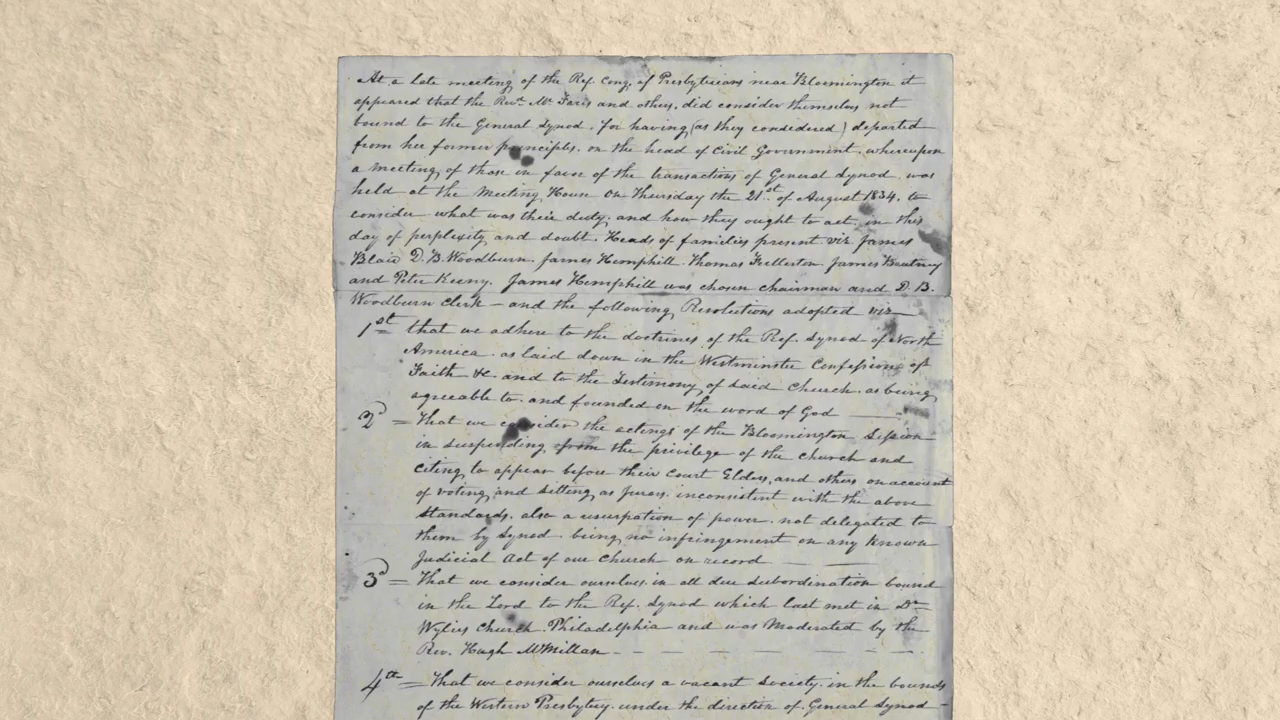 At a late meeting of the Ref. Cong. of Presbyterians near Bloomington it
appeared that the Revd. Mr. Faris and others, did consider themselves not
bound to the General Synod. for having (as they considered) departed
from her former principles. on the head of Civil Government. whereupon
a meeting of those in favor of the transactions of General Synod, was
held at the Meeting House on Thursday the 21st. of August 1834. to
consider what was their duty. and how they ought to act. in this
day of perplexity and doubt. Heads of families present. viz James
Blair D. B. Woodburn. James Hemphill. Thomas Fullerton. James
and Peter. James Hemphill was chosen chairman and D. B.
Woodburn Clerk — and the following Resolutions adopted viz—
1st that we adhere to the doctrines of the Ref. Synod of North
America. as laid down in the Westminster Confession of
Faith &c. and to the Testimony of said Church. as being
agreeable to. and founded on the word of God ———
2d = That we consider the actings of the Bloomington Session
in suspending from the privilege of the church and
citing to appear before their court Elders, and others on account
of voting and sitting as jurors. inconsistent with the above
standards. also a usurpation of power. not delegated to
them by Synod. being no infringement on any known
Judicial Act of our Church on record — — —
3d = That we consider ourselves in all due subordination bound
in the Lord to the Ref. Synod which last met in Dr=
Wylies Church. Philadelphia and was Moderated by the
Rev. Hugh McMillan - - — — — — —
4th = That we consider ourselves a vacant society. in the bounds
of the Western Presbytery. under the direction of General Synod -